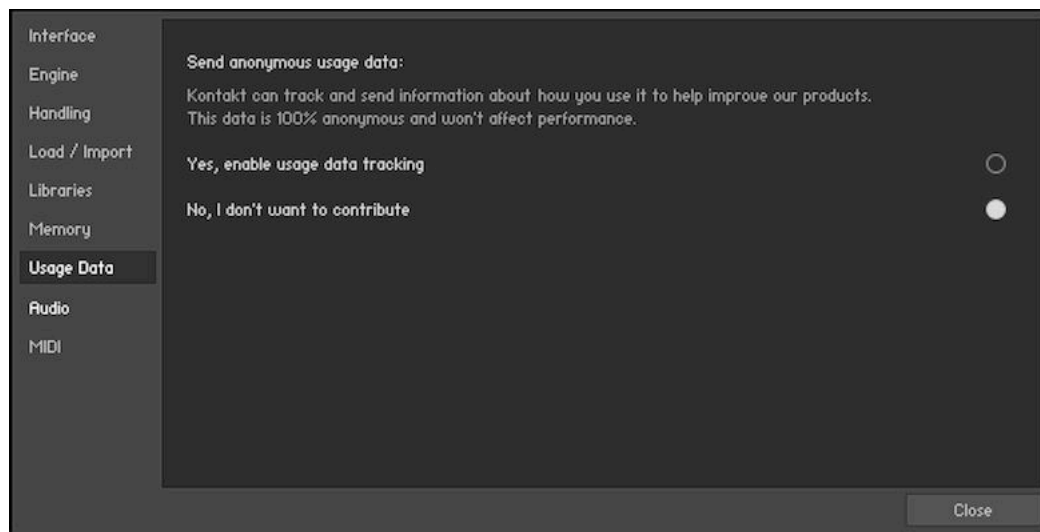 Interface
Engine
Handling
Load / Import
Libraries
Memory
Usage Data
Audio
MIDI
Send anonymous usage data:
Kontakt can track and send information about how you use it to help improve our products.
This data is 100% anonymous and won't affect performance.
Yes, enable usage data tracking
No, I don't want to contribute
Close